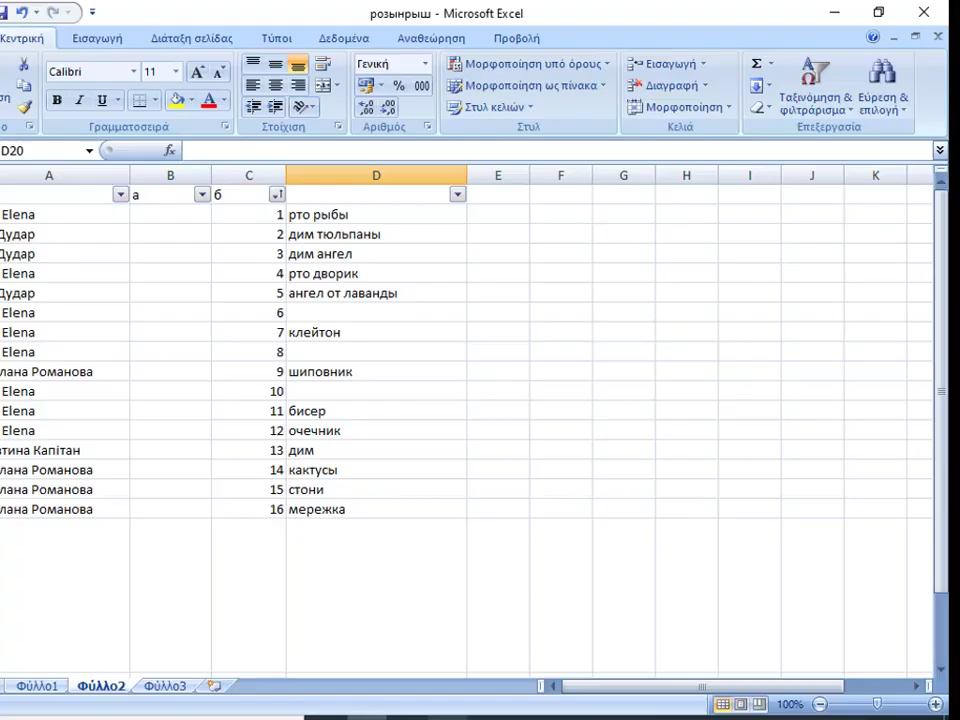 розынрыш - Microsoft Excel
Κεντρική Εισαγωγή Διάταξη σελίδας Τύποι Δεδομένα Αναθεώρηση Προβολή
Calibri 11 Γενική Μορφοποίηση υπό όρους Εισαγωγή Σ
Μορφοποίηση ως πίνακα Διαγραφή Ταξινόμηση & φιλτράρισμα Εύρεση & επιλογή
B I U A % 000 Στυλ κελιών Μορφοποίηση
Γραμματοσειρά Στοίχιση Αριθμός Στυλ Κελιά Επεξεργασία
D20 fx
A B C D E F G H I J K
а б
Elena 1 рто рыбы
Дудар 2 дим тюльпаны
Дудар 3 дим ангел
Elena 4 рто дворик
Дудар 5 ангел от лаванды
Elena 6
Elena 7 клейтон
Elena 8
лана Романова 9 шиповник
Elena 10
Elena 11 бисер
Elena 12 очечник
втина Капітан 13 дим
лана Романова 14 кактусы
лана Романова 15 стони
лана Романова 16 мережка
Φύλλο1 Φύλλο2 Φύλλο3
100%